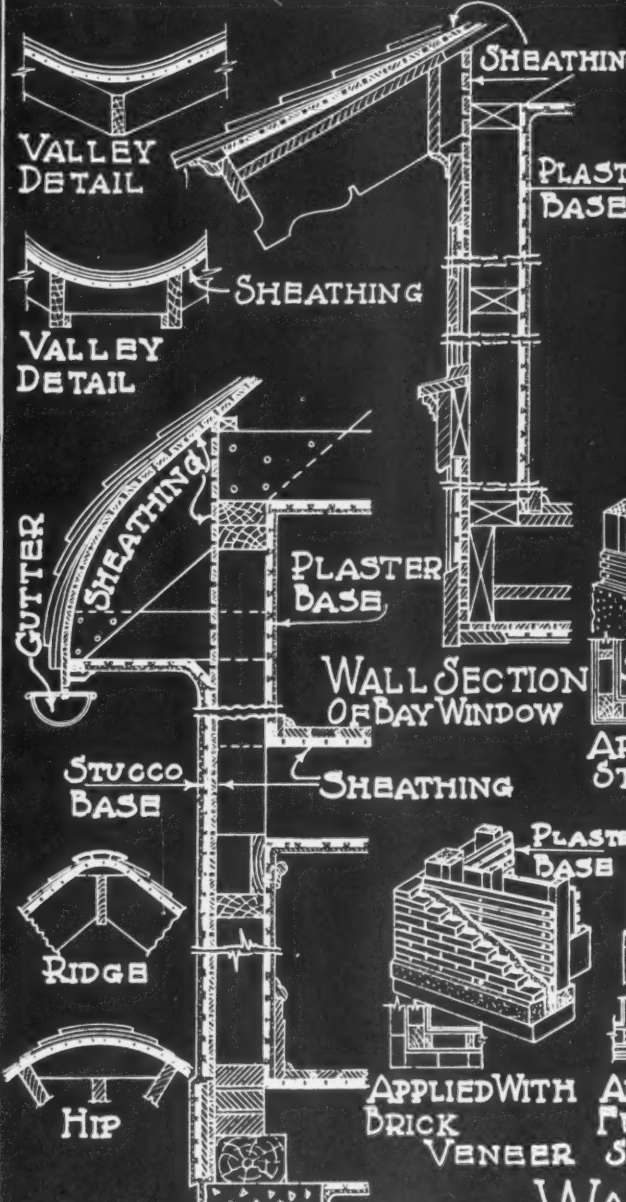 SHEATHIN
VALLEY
DETAIL
PLAST
BASE
SHEATHING
VALLEY
DETAIL
SHEATHING
GUTTER
PLASTER
BASE
WALL SECTION
OF BAY WINDOW
STUCCO
BASE
SHEATHING
PLASTE
BASE
RIDGE
HIP
APPLIED WITH
BRICK
VENEER